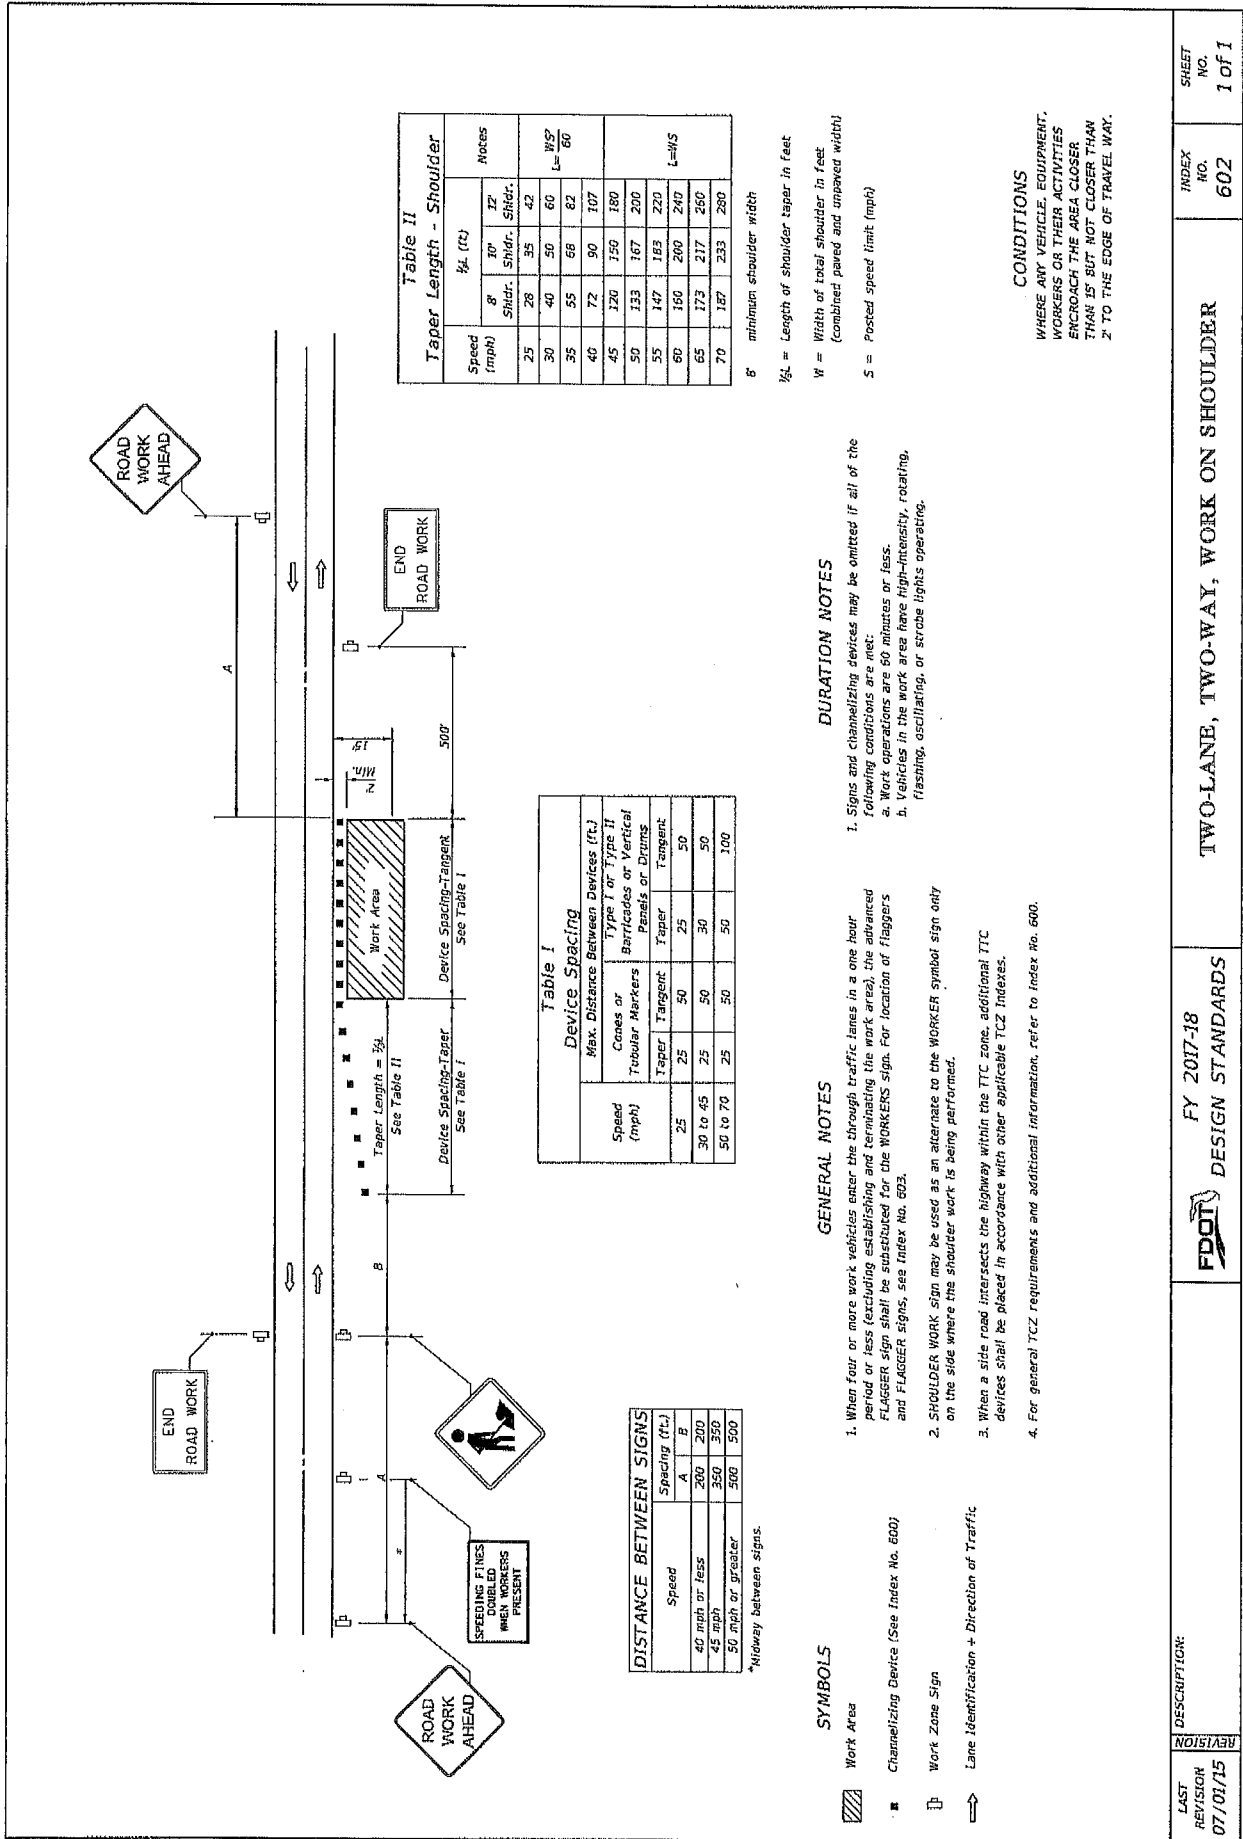 ROAD
WORK
AHEAD
SPEEDING FINES
DOUBLED
WHEN WORKERS
PRESENT
*
A
END
ROAD WORK
B
Taper Length = ⅓L
See Table II
Device Spacing-Taper
See Table I
Work Area
Device Spacing-Tangent
See Table I
2'
Min.
15'
500'
A
END
ROAD WORK
ROAD
WORK
AHEAD
DISTANCE BETWEEN SIGNS
Speed Spacing (ft.)
A B
40 mph or less 200 200
45 mph 350 350
50 mph or greater 500 500
*Midway between signs.
Table I
Device Spacing
Speed
(mph)
Max. Distance Between Devices (ft.)
Cones or
Tubular Markers
Type I or Type II
Barricades or Vertical
Panels or Drums
Taper Tangent Taper Tangent
25 25 50 25 50
30 to 45 25 50 30 50
50 to 70 25 50 50 100
Table II
Taper Length - Shoulder
Speed
(mph)
⅓L (ft)
Notes
8'
Shldr.
10'
Shldr.
12'
Shldr.
25 28 35 42
30 40 50 60
35 55 68 82
40 72 90 107
L= WS²
60
45 120 150 180
50 133 167 200
55 147 183 220
60 160 200 240
65 173 217 260
70 187 233 280
L=WS
8' minimum shoulder width
⅓L = Length of shoulder taper in feet
W = Width of total shoulder in feet
(combined paved and unpaved width)
S = Posted speed limit (mph)
SYMBOLS
Work Area
Channelizing Device (See Index No. 600)
Work Zone Sign
Lane Identification + Direction of Traffic
GENERAL NOTES
1. When four or more work vehicles enter the through traffic lanes in a one hour
period or less (excluding establishing and terminating the work area), the advanced
FLAGGER sign shall be substituted for the WORKERS sign. For location of flaggers
and FLAGGER signs, see Index No. 603.
2. SHOULDER WORK sign may be used as an alternate to the WORKER symbol sign only
on the side where the shoulder work is being performed.
3. When a side road intersects the highway within the TTC zone, additional TTC
devices shall be placed in accordance with other applicable TCZ Indexes.
4. For general TCZ requirements and additional information, refer to Index No. 600.
DURATION NOTES
1. Signs and channelizing devices may be omitted if all of the
following conditions are met:
a. Work operations are 60 minutes or less.
b. Vehicles in the work area have high-intensity, rotating,
flashing, oscillating, or strobe lights operating.
CONDITIONS
WHERE ANY VEHICLE, EQUIPMENT,
WORKERS OR THEIR ACTIVITIES
ENCROACH THE AREA CLOSER
THAN 15' BUT NOT CLOSER THAN
2' TO THE EDGE OF TRAVEL WAY.
LAST
REVISION
07/01/15
REVISION
DESCRIPTION:
FDOT
FY 2017-18
DESIGN STANDARDS
TWO-LANE, TWO-WAY, WORK ON SHOULDER
INDEX
NO.
602
SHEET
NO.
1 of 1